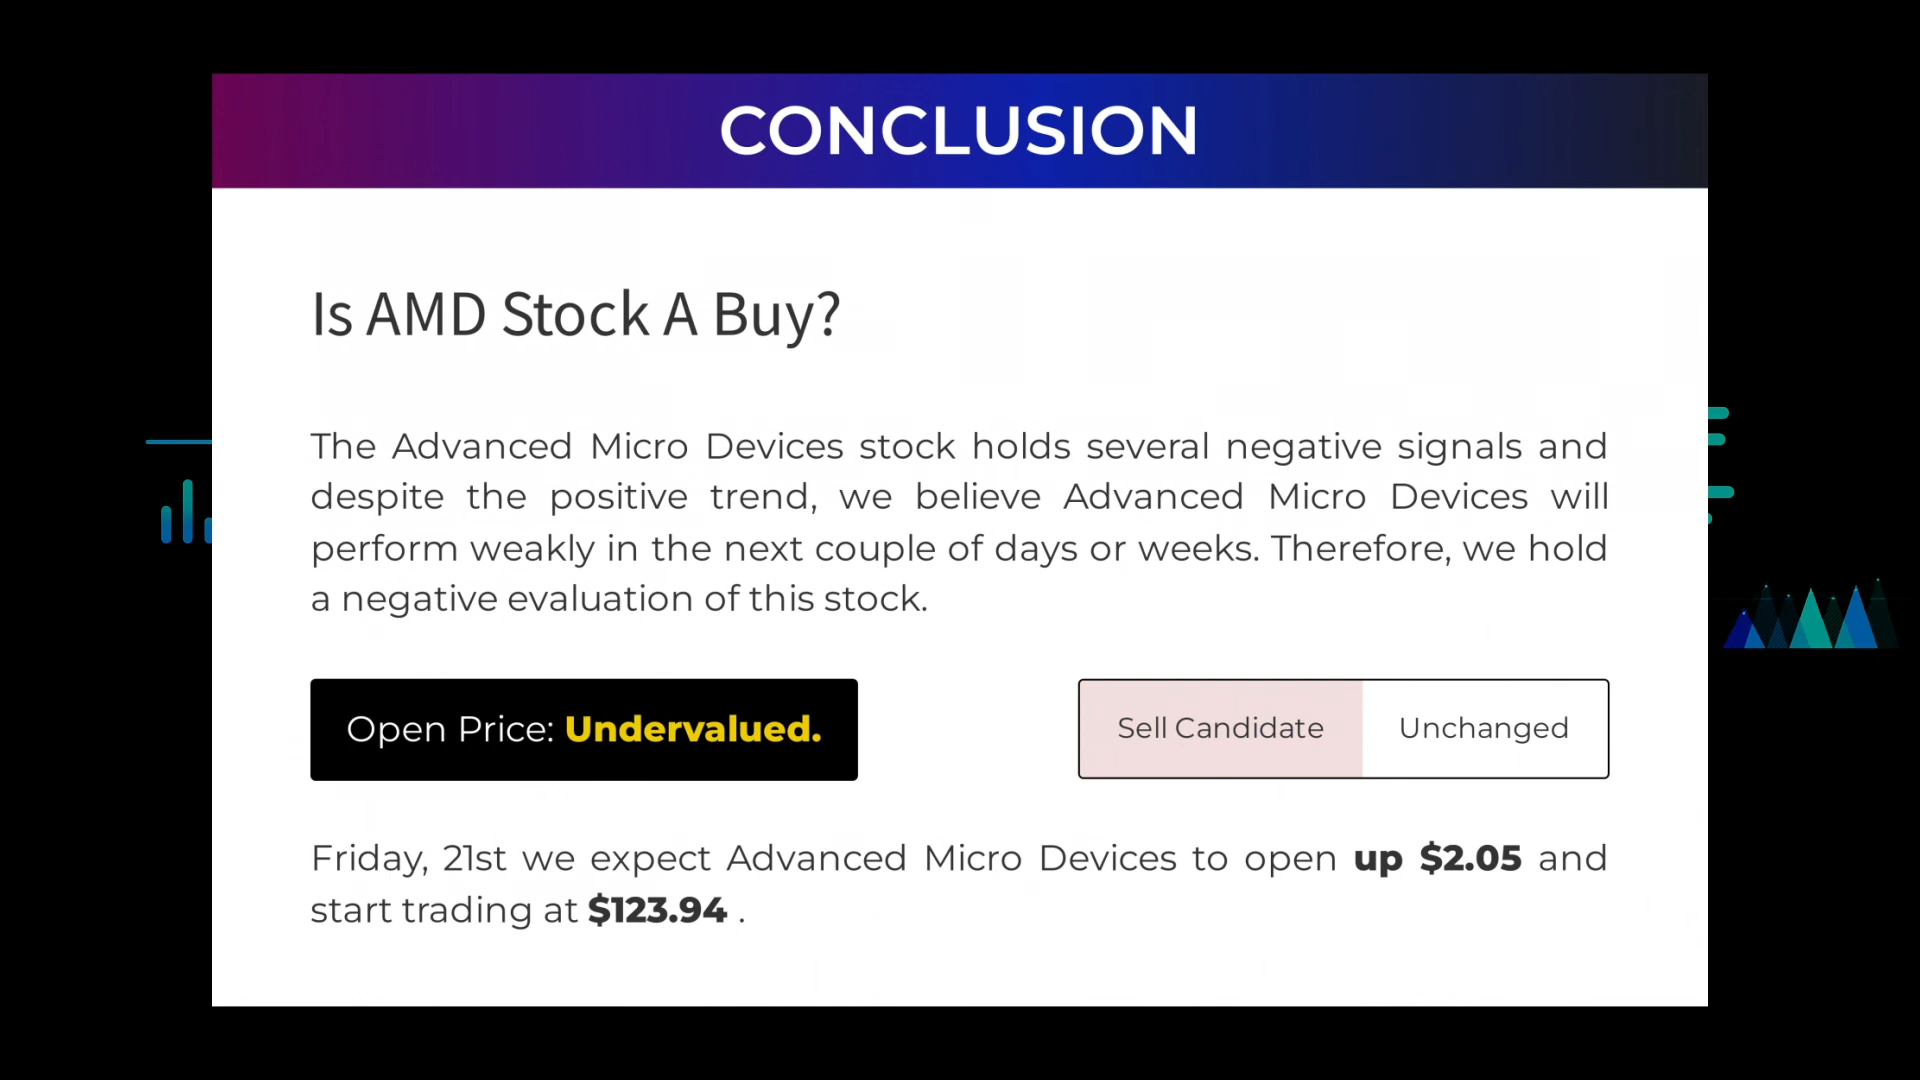 CONCLUSION
Is AMD Stock A Buy?
The Advanced Micro Devices stock holds several negative signals and
despite the positive trend, we believe Advanced Micro Devices will
perform weakly in the next couple of days or weeks. Therefore, we hold
a negative evaluation of this stock.
Open Price: Undervalued.
Sell Candidate
Unchanged
Friday, 21st we expect Advanced Micro Devices to open up $2.05 and
start trading at $123.94 .